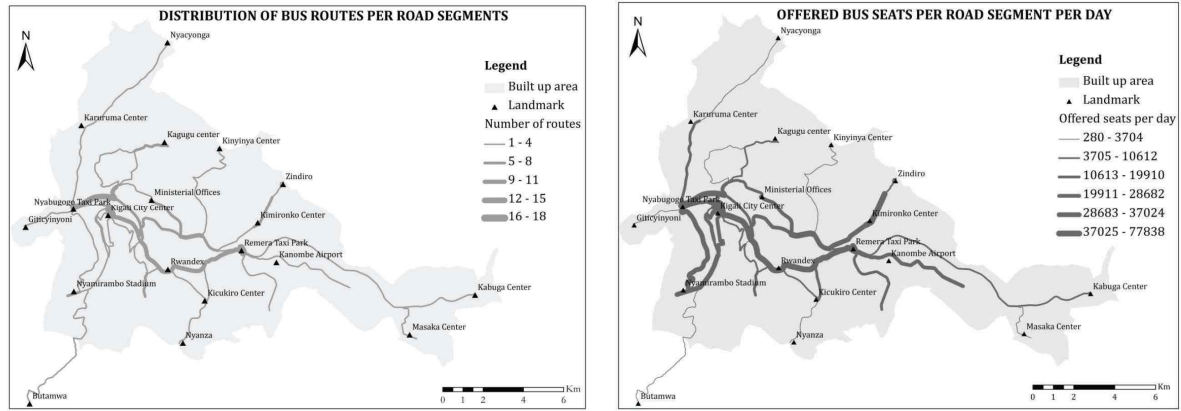 DISTRIBUTION OF BUS ROUTES PER ROAD SEGMENTS
N
Nyacyonga
Legend
Built up area
Landmark
Number of routes
1 - 4
5 - 8
9 - 11
12 - 15
16 - 18
Karuruma Center
Kagugu center
Kinyinya Center
Zindiro
Ministerial Offices
Nyabugogo Taxi Park
Kigali City Center
Giticyinyoni
Kimironko Center
Remera Taxi Park
Kanombe Airport
Rwandex
Nyamirambo Stadium
Kicukiro Center
Kabuga Center
Masaka Center
Nyanza
Butamwa
Km
0 1 2 4 6
OFFERED BUS SEATS PER ROAD SEGMENT PER DAY
N
Nyacyonga
Legend
Built up area
Landmark
Offered seats per day
280 - 3704
3705 - 10612
10613 - 19910
19911 - 28682
28683 - 37024
37025 - 77838
Karuruma Center
Kagugu center
Kinyinya Center
Zindiro
Ministerial Offices
Nyabugogo Taxi Park
Kigali City Center
Giticyinyoni
Kimironko Center
Remera Taxi Park
Kanombe Airport
Rwandex
Nyamirambo Stadium
Kicukiro Center
Kabuga Center
Masaka Center
Nyanza
Butamwa
Km
0 1 2 4 6